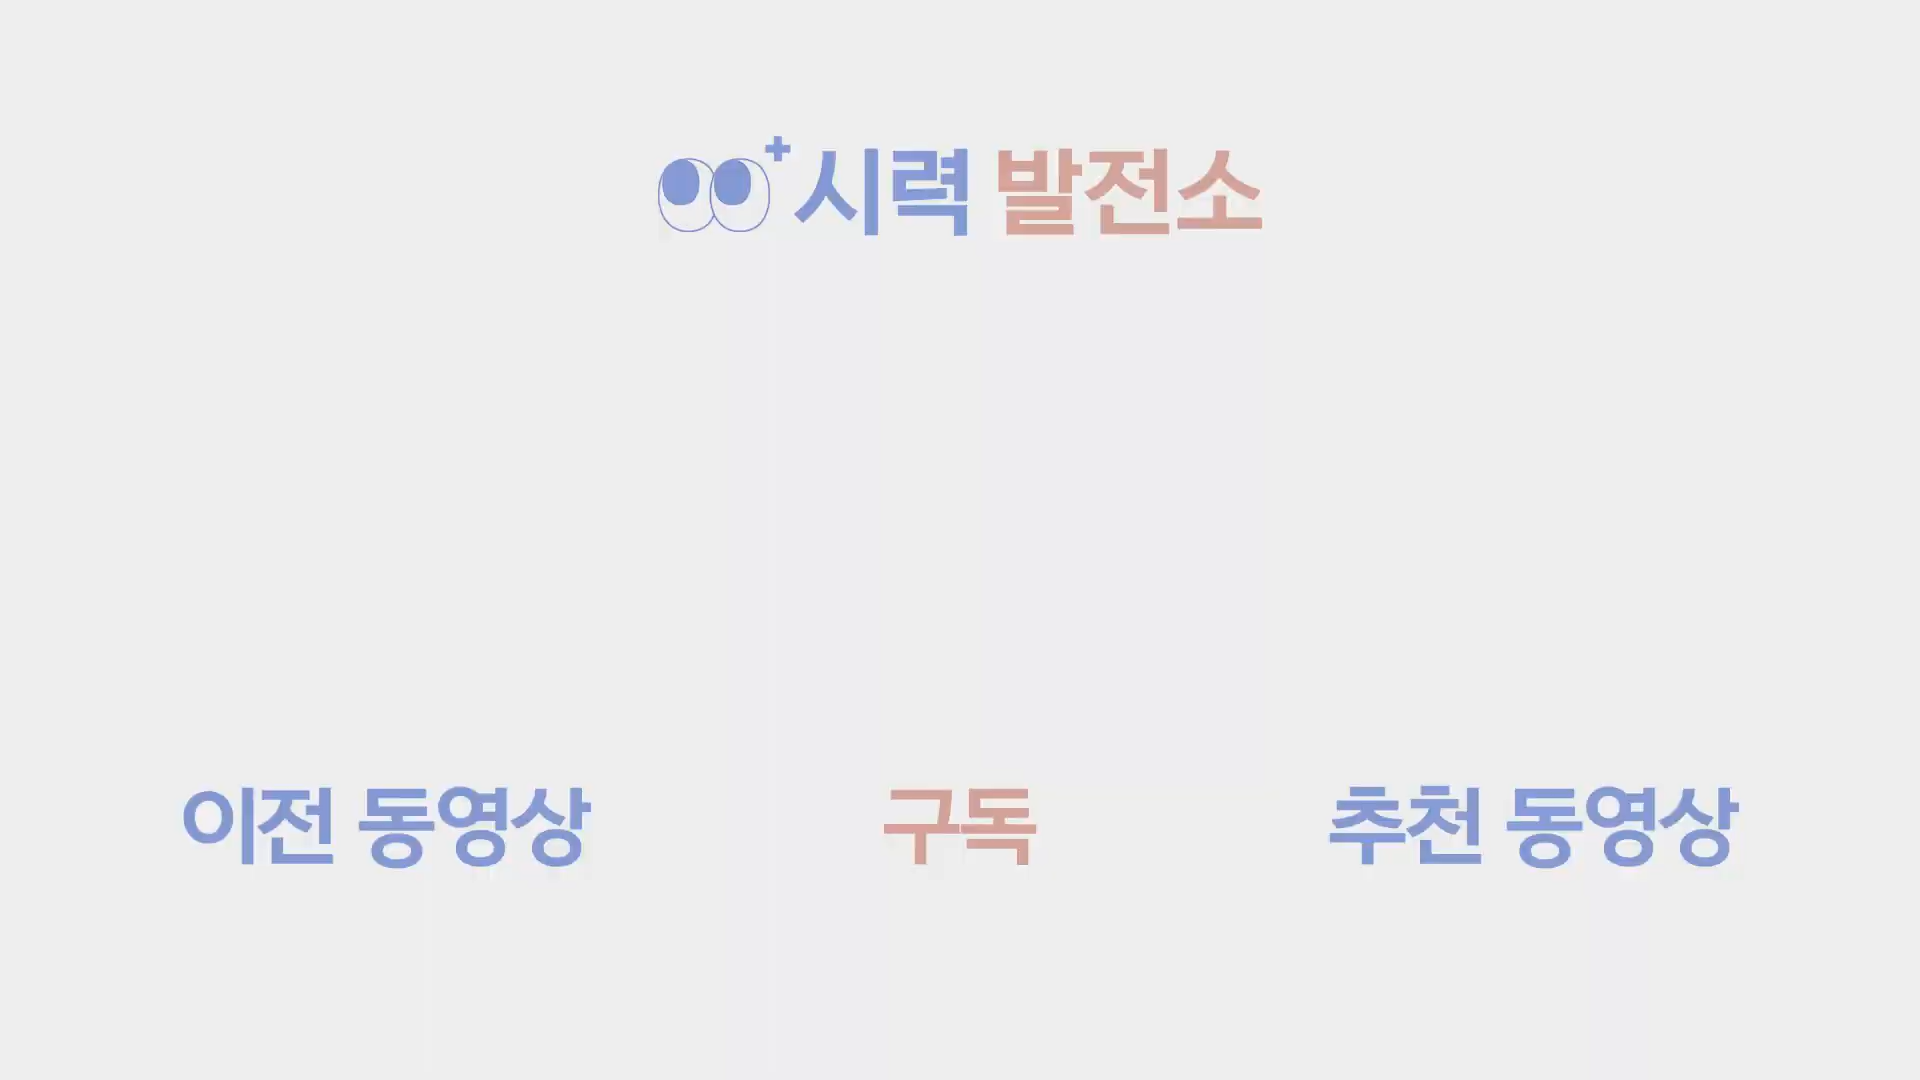 시력 발전소
이전 동영상
구독
추천 동영상